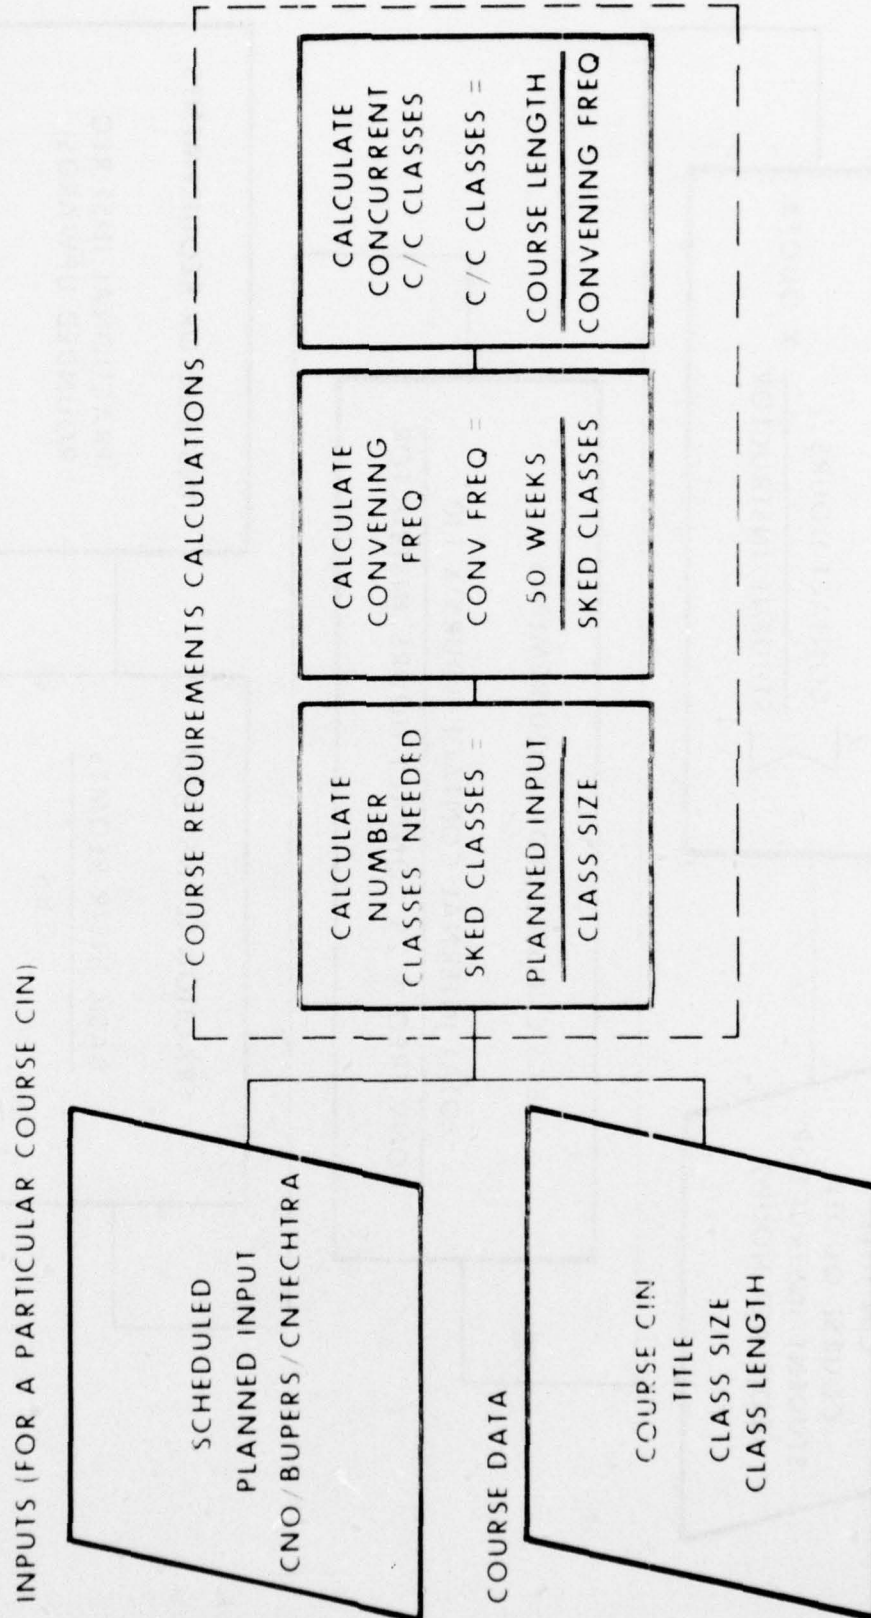 INPUTS (FOR A PARTICULAR COURSE CIN)
SCHEDULED
PLANNED INPUT
CNO/BUPERS/CNTECHTRA
COURSE DATA
COURSE CIN
TITLE
CLASS SIZE
CLASS LENGTH
COURSE REQUIREMENTS CALCULATIONS
CALCULATE
NUMBER
CLASSES NEEDED
SKED CLASSES =
PLANNED INPUT
CLASS SIZE
CALCULATE
CONVENING
FREQ
CONV FREQ =
50 WEEKS
SKED CLASSES
CALCULATE
CONCURRENT
C/C CLASSES
C/C CLASSES =
COURSE LENGTH
CONVENING FREQ